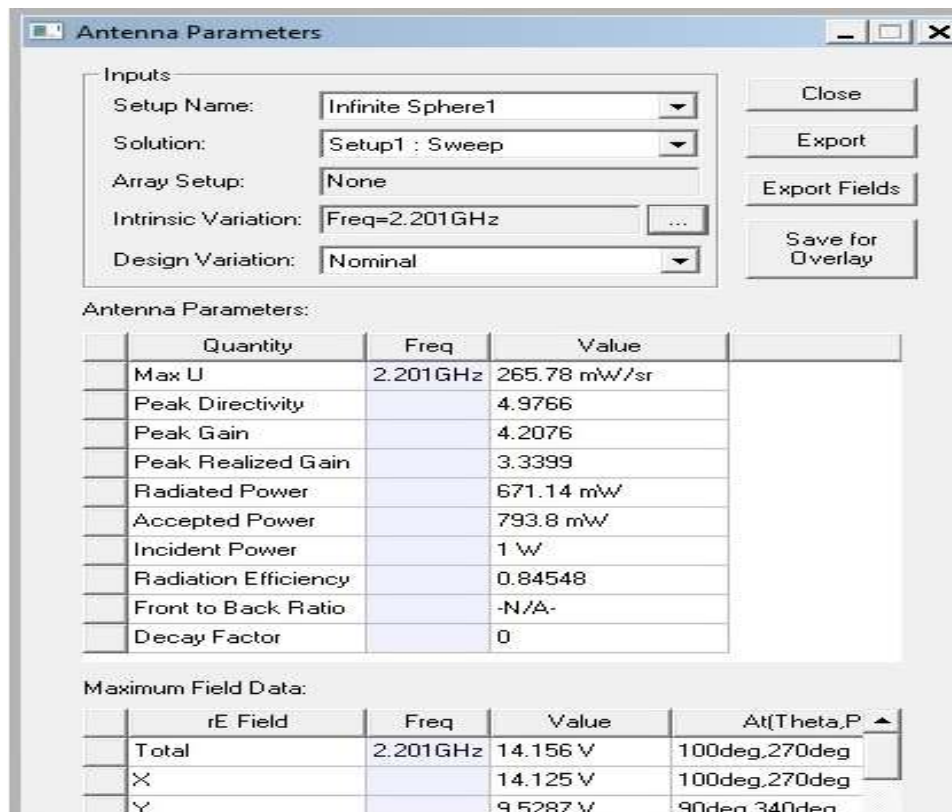 Antenna Parameters
Inputs
Setup Name: Infinite Sphere1
Close
Solution: Setup1 : Sweep
Export
Array Setup: None
Export Fields
Intrinsic Variation: Freq=2.201GHz ...
Save for
Overlay
Design Variation: Nominal
Antenna Parameters:
Quantity Freq Value
Max U 2.201GHz 265.78 mW/sr
Peak Directivity 4.9766
Peak Gain 4.2076
Peak Realized Gain 3.3399
Radiated Power 671.14 mW
Accepted Power 793.8 mW
Incident Power 1 W
Radiation Efficiency 0.84548
Front to Back Ratio -N/A-
Decay Factor 0
Maximum Field Data:
rE Field Freq Value At(Theta,P
Total 2.201GHz 14.156 V 100deg,270deg
X 14.125 V 100deg,270deg
Y 9.5287 V 90deg,340deg